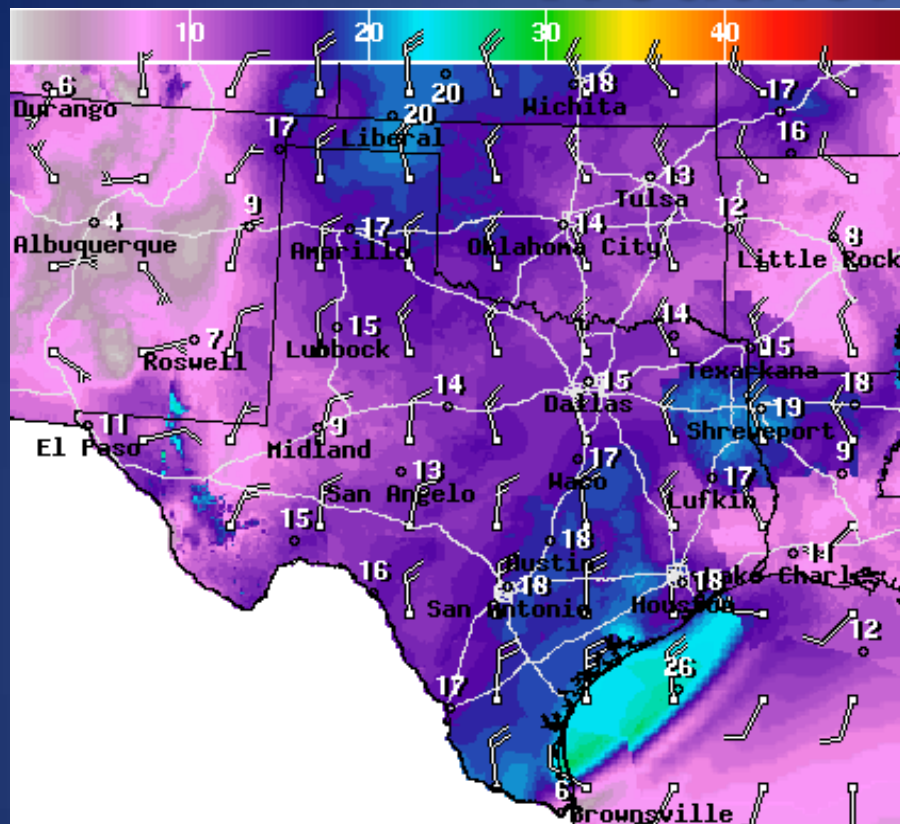 10 20 30 40
6
Durango
20
18
Wichita
17
20
Liberal
17
16
13
Tulsa
4
Albuquerque
9
17
Amarillo
14
Oklahoma City
12
8
Little Rock
7
Roswell
15
Lubbock
14
15
Texarkana
15
Dallas
14
18
19
Shreveport
11
El Paso
9
Midland
13
San Angelo
17
Waco
17
Lufkin
9
15
18
Austin
11
Lake Charles
16
18
San Antonio
18
Houston
12
26
17
6
Brownsville